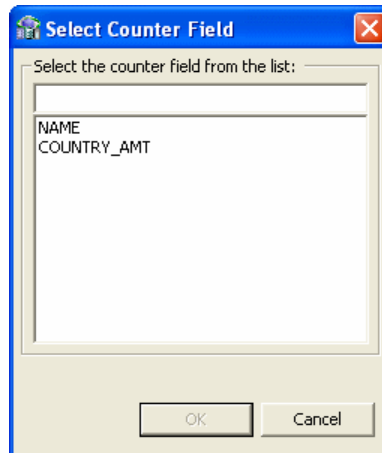 Select Counter Field
Select the counter field from the list:
NAME
COUNTRY_AMT
OK
Cancel